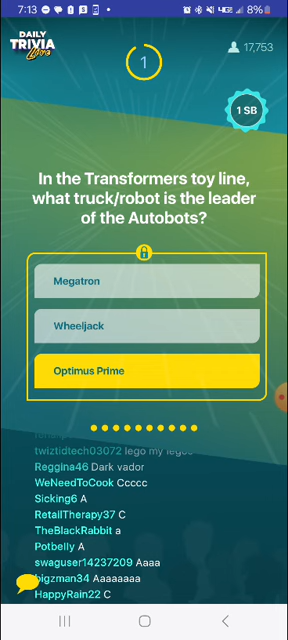 7:13
8%
DAILY
TRIVIA
Live
1
17,753
1 SB
In the Transformers toy line,
what truck/robot is the leader
of the Autobots?
Megatron
Wheeljack
Optimus Prime
twiztidtech03072 lego my lego
Reggina46 Dark vador
WeNeedToCook Ccccc
Sicking6 A
RetailTherapy37 C
TheBlackRabbit a
Potbelly a
swaguser14237209 Aaaa
bigzman34 Aaaaaaaa
HappyRain22 C